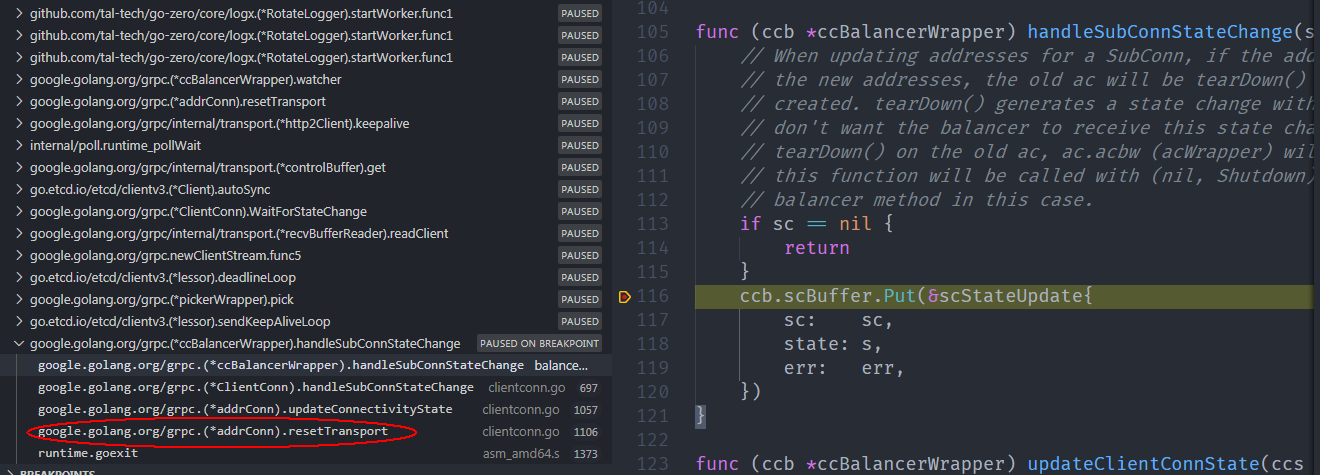 github.com/tal-tech/go-zero/core/logx.(*RotateLogger).startWorker.func1 PAUSED
github.com/tal-tech/go-zero/core/logx.(*RotateLogger).startWorker.func1 PAUSED
github.com/tal-tech/go-zero/core/logx.(*RotateLogger).startWorker.func1 PAUSED
google.golang.org/grpc.(*ccBalancerWrapper).watcher PAUSED
google.golang.org/grpc.(*addrConn).resetTransport PAUSED
google.golang.org/grpc/internal/transport.(*http2Client).keepalive PAUSED
internal/poll.runtime_pollWait PAUSED
google.golang.org/grpc/internal/transport.(*controlBuffer).get PAUSED
go.etcd.io/etcd/clientv3.(*Client).autoSync PAUSED
google.golang.org/grpc.(*ClientConn).WaitForStateChange PAUSED
google.golang.org/grpc/internal/transport.(*recvBufferReader).readClient PAUSED
google.golang.org/grpc.newClientStream.func5 PAUSED
go.etcd.io/etcd/clientv3.(*lessor).deadlineLoop PAUSED
google.golang.org/grpc.(*pickerWrapper).pick PAUSED
go.etcd.io/etcd/clientv3.(*lessor).sendKeepAliveLoop PAUSED
google.golang.org/grpc.(*ccBalancerWrapper).handleSubConnStateChange PAUSED ON BREAKPOINT
google.golang.org/grpc.(*ccBalancerWrapper).handleSubConnStateChange balance...
google.golang.org/grpc.(*ClientConn).handleSubConnStateChange clientconn.go 697
google.golang.org/grpc.(*addrConn).updateConnectivityState clientconn.go 1057
google.golang.org/grpc.(*addrConn).resetTransport clientconn.go 1106
runtime.goexit asm_amd64.s 1373
BREAKPOINTS
104
105 func (ccb *ccBalancerWrapper) handleSubConnStateChange(s
106 // When updating addresses for a SubConn, if the add
107 // the new addresses, the old ac will be tearDown()
108 // created. tearDown() generates a state change with
109 // don't want the balancer to receive this state cha
110 // tearDown() on the old ac, ac.acbw (acWrapper) wil
111 // this function will be called with (nil, Shutdown)
112 // balancer method in this case.
113 if sc == nil {
114 return
115 }
116 ccb.scBuffer.Put(&scStateUpdate{
117 sc: sc,
118 state: s,
119 err: err,
120 })
121 }
122
123 func (ccb *ccBalancerWrapper) updateClientConnState(ccs